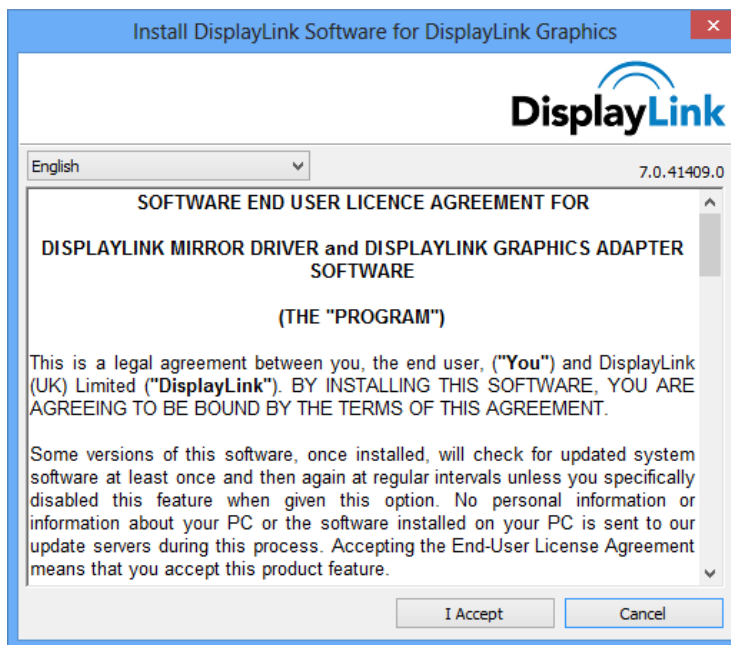 Install DisplayLink Software for DisplayLink Graphics
DisplayLink
English
7.0.41409.0
SOFTWARE END USER LICENCE AGREEMENT FOR
DISPLAYLINK MIRROR DRIVER and DISPLAYLINK GRAPHICS ADAPTER
SOFTWARE
(THE "PROGRAM")
This is a legal agreement between you, the end user, ("You") and DisplayLink
(UK) Limited ("DisplayLink"). BY INSTALLING THIS SOFTWARE, YOU ARE
AGREEING TO BE BOUND BY THE TERMS OF THIS AGREEMENT.
Some versions of this software, once installed, will check for updated system
software at least once and then again at regular intervals unless you specifically
disabled this feature when given this option. No personal information or
information about your PC or the software installed on your PC is sent to our
update servers during this process. Accepting the End-User License Agreement
means that you accept this product feature.
I Accept
Cancel